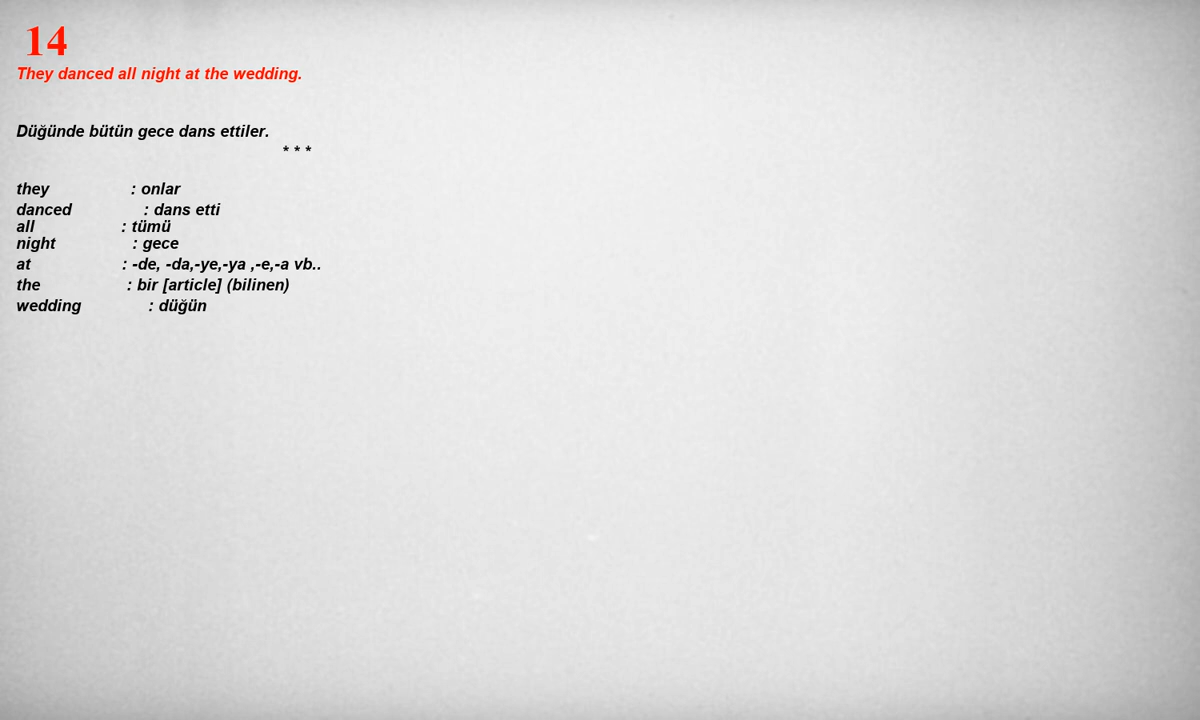 14
They danced all night at the wedding.
Düğünde bütün gece dans ettiler.
* * *
they : onlar
danced : dans etti
all : tümü
night : gece
at : -de, -da,-ye,-ya ,-e,-a vb..
the : bir [article] (bilinen)
wedding : düğün